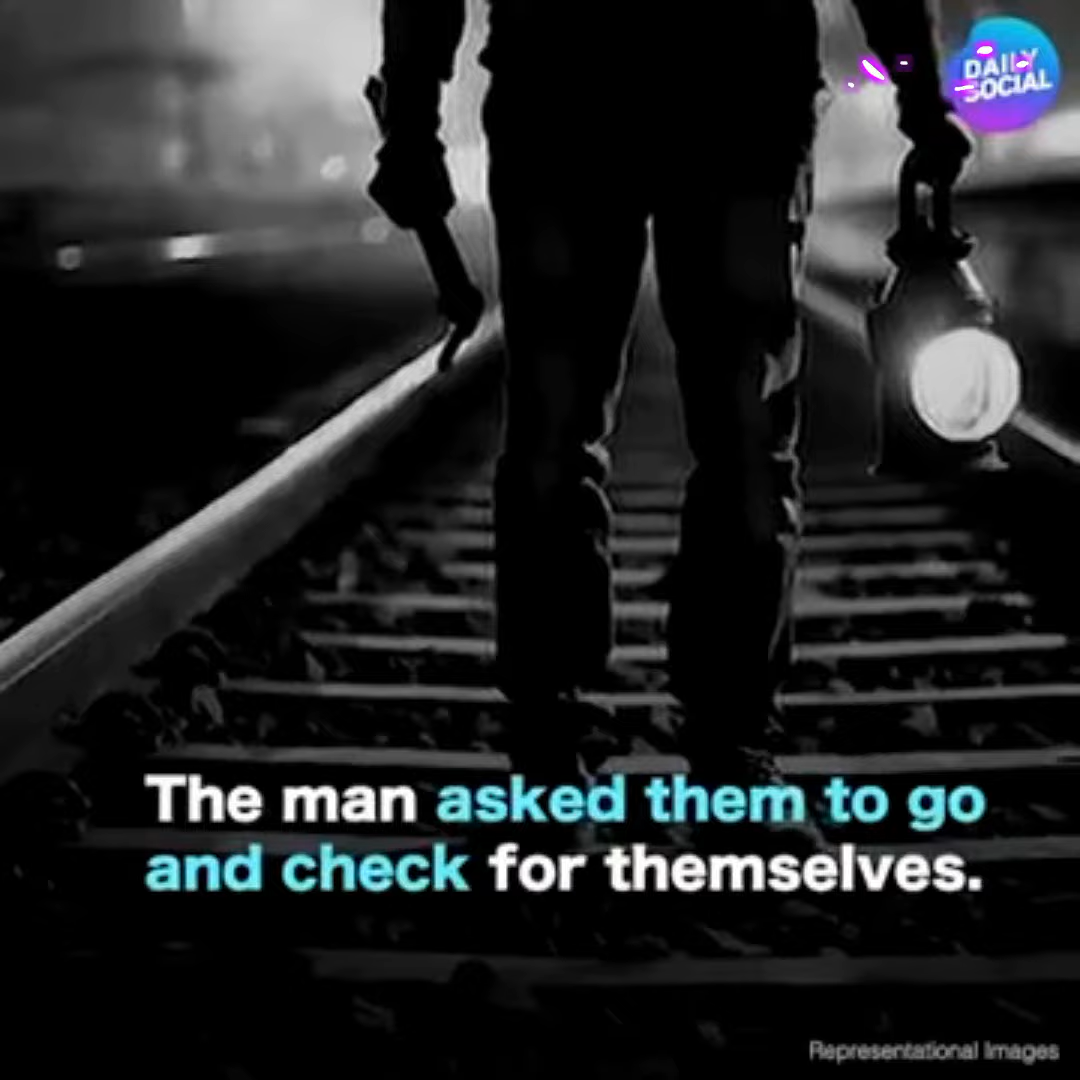 DAILY
SOCIAL
The man asked them to go
and check for themselves.
Representational Images